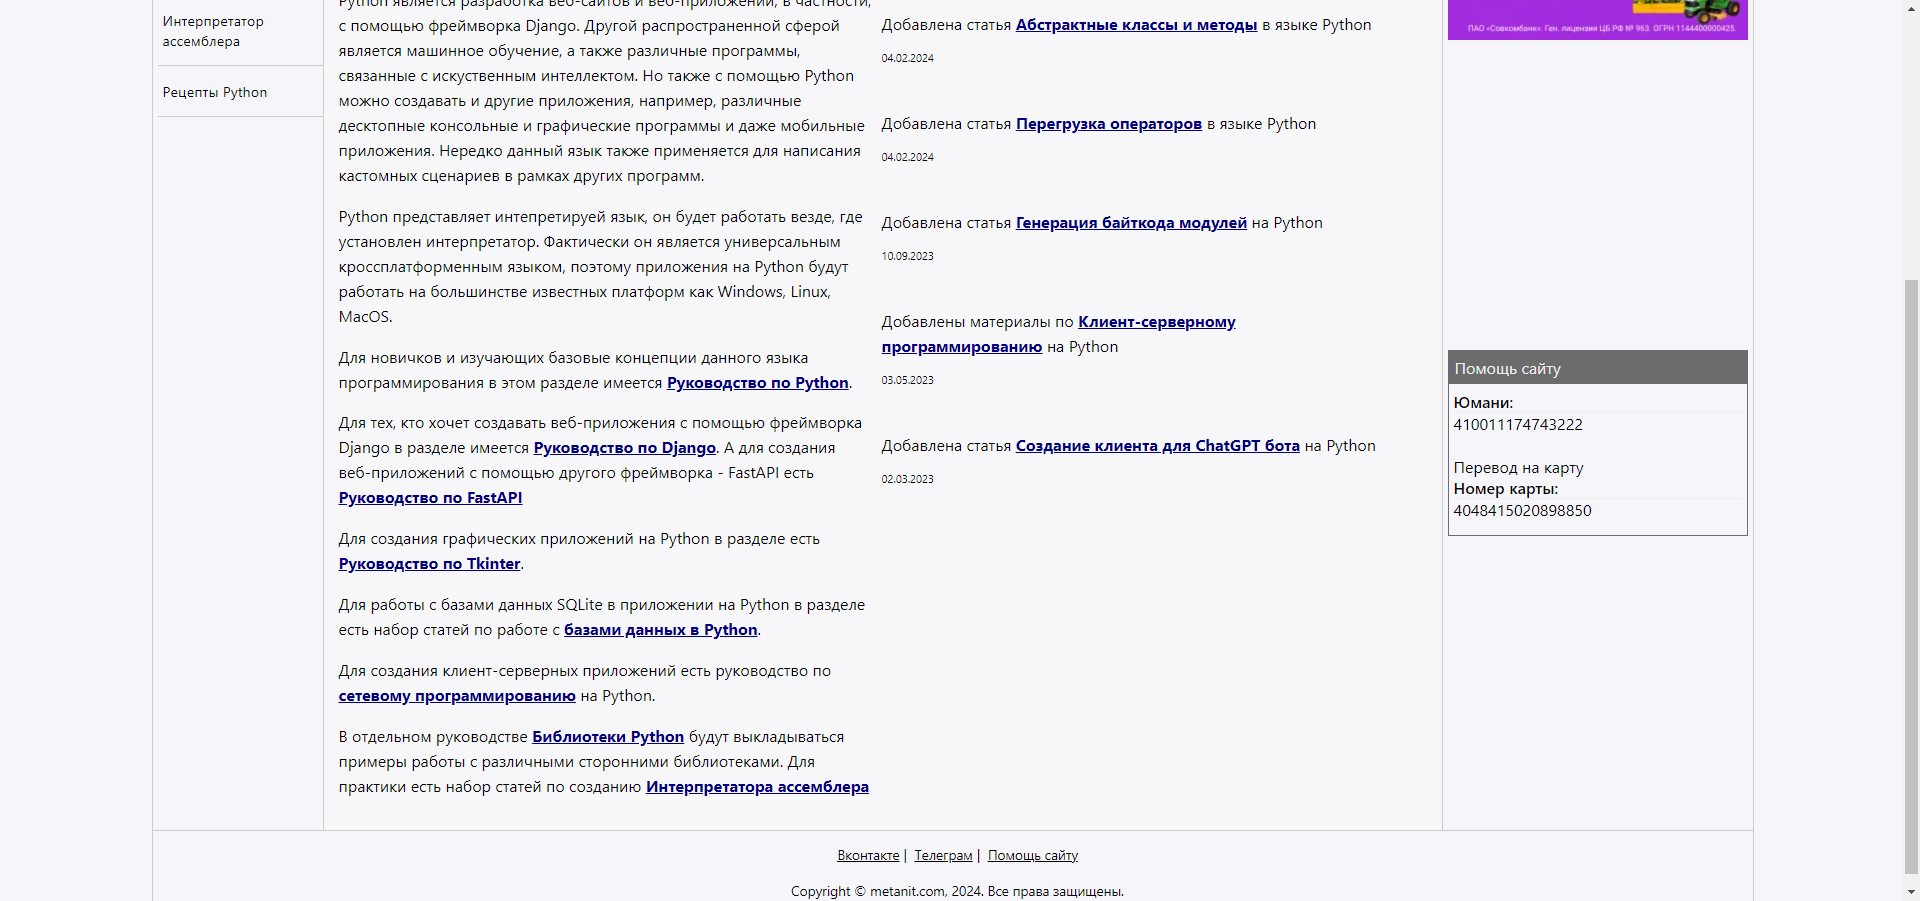 Интерпретатор
ассемблера
Рецепты Python
Python является разработка веб-сайтов и веб-приложений, в частности,
с помощью фреймворка Django. Другой распространенной сферой
является машинное обучение, а также различные программы,
связанные с искуственным интеллектом. Но также с помощью Python
можно создавать и другие приложения, например, различные
десктопные консольные и графические программы и даже мобильные
приложения. Нередко данный язык также применяется для написания
кастомных сценариев в рамках других программ.
Python представляет интепретируей язык, он будет работать везде, где
установлен интерпретатор. Фактически он является универсальным
кроссплатформенным языком, поэтому приложения на Python будут
работать на большинстве известных платформ как Windows, Linux,
MacOS.
Для новичков и изучающих базовые концепции данного языка
программирования в этом разделе имеется Руководство по Python.
Для тех, кто хочет создавать веб-приложения с помощью фреймворка
Django в разделе имеется Руководство по Django. А для создания
веб-приложений с помощью другого фреймворка - FastAPI есть
Руководство по FastAPI
Для создания графических приложений на Python в разделе есть
Руководство по Tkinter.
Для работы с базами данных SQLite в приложении на Python в разделе
есть набор статей по работе с базами данных в Python.
Для создания клиент-серверных приложений есть руководство по
сетевому программированию на Python.
В отдельном руководстве Библиотеки Python будут выкладываться
примеры работы с различными сторонними библиотеками. Для
практики есть набор статей по созданию Интерпретатора ассемблера
Добавлена статья Абстрактные классы и методы в языке Python
04.02.2024
Добавлена статья Перегрузка операторов в языке Python
04.02.2024
Добавлена статья Генерация байткода модулей на Python
10.09.2023
Добавлены материалы по Клиент-серверному
программированию на Python
03.05.2023
Добавлена статья Создание клиента для ChatGPT бота на Python
02.03.2023
ПАО «Совкомбанк». Ген. лицензия ЦБ РФ № 963. ОГРН 1144400000425.
Помощь сайту
Юмани:
410011174743222
Перевод на карту
Номер карты:
4048415020898850
Вконтакте | Телеграм | Помощь сайту
Copyright © metanit.com, 2024. Все права защищены.